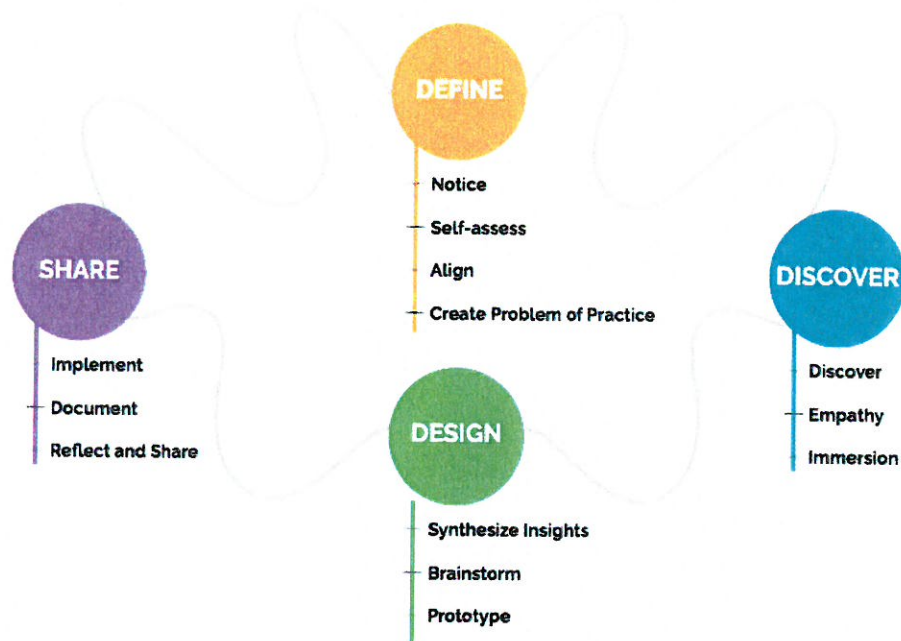 DEFINE
Notice
Self-assess
Align
Create Problem of Practice
SHARE
Implement
Document
Reflect and Share
DISCOVER
Discover
Empathy
Immersion
DESIGN
Synthesize Insights
Brainstorm
Prototype